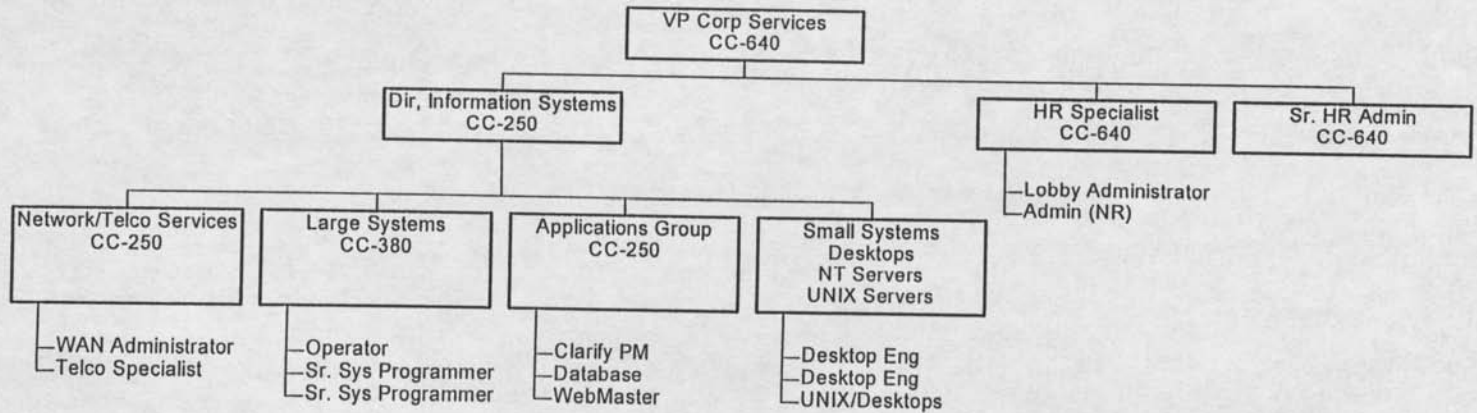 VP Corp Services
CC-640
Dir, Information Systems
CC-250
HR Specialist
CC-640
Sr. HR Admin
CC-640
Lobby Administrator
Admin (NR)
Network/Telco Services
CC-250
Large Systems
CC-380
Applications Group
CC-250
Small Systems
Desktops
NT Servers
UNIX Servers
WAN Administrator
Telco Specialist
Operator
Sr. Sys Programmer
Sr. Sys Programmer
Clarify PM
Database
WebMaster
Desktop Eng
Desktop Eng
UNIX/Desktops